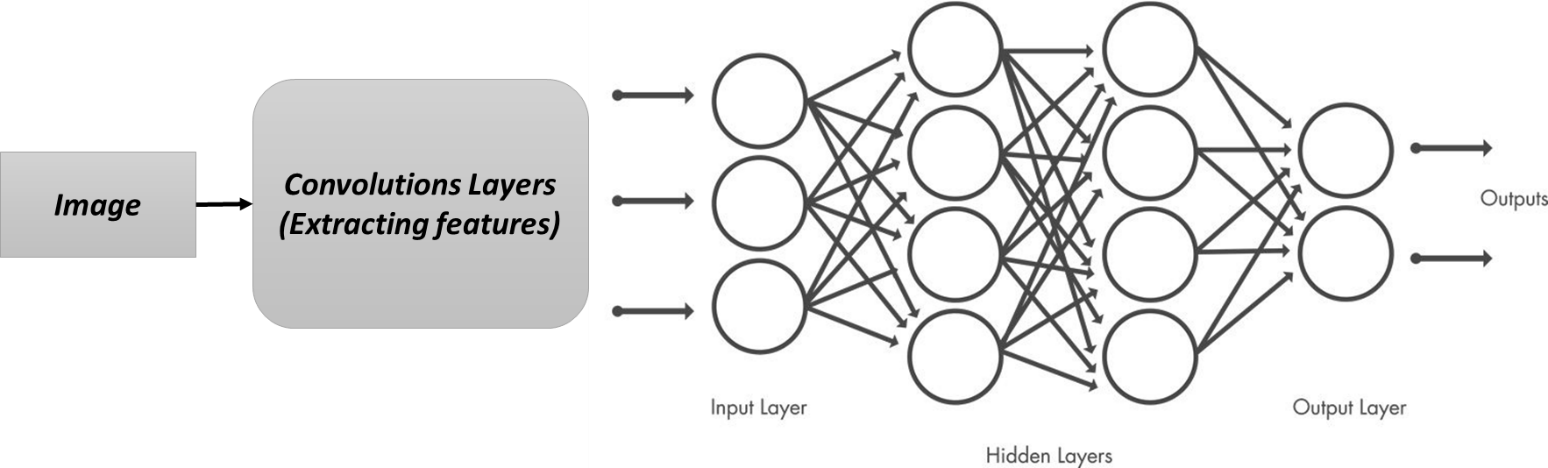 Image
Convolutions Layers
(Extracting features)
Input Layer
Hidden Layers
Output Layer
Outputs